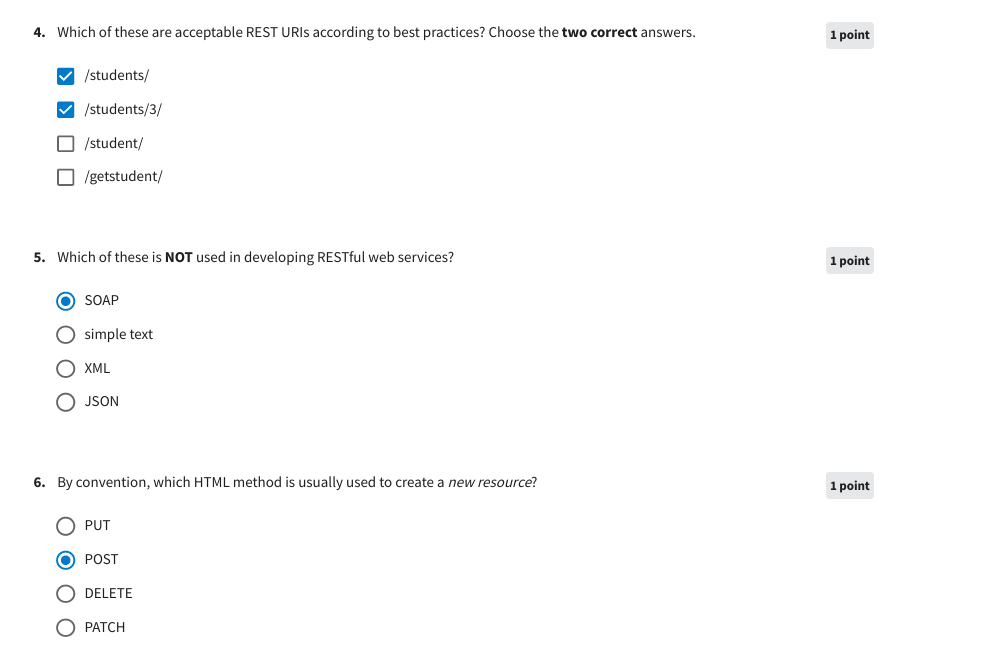 4. Which of these are acceptable REST URIs according to best practices? Choose the two correct answers. 1 point
/students/
/students/3/
/student/
/getstudent/
5. Which of these is NOT used in developing RESTful web services? 1 point
SOAP
simple text
XML
JSON
6. By convention, which HTML method is usually used to create a new resource? 1 point
PUT
POST
DELETE
PATCH